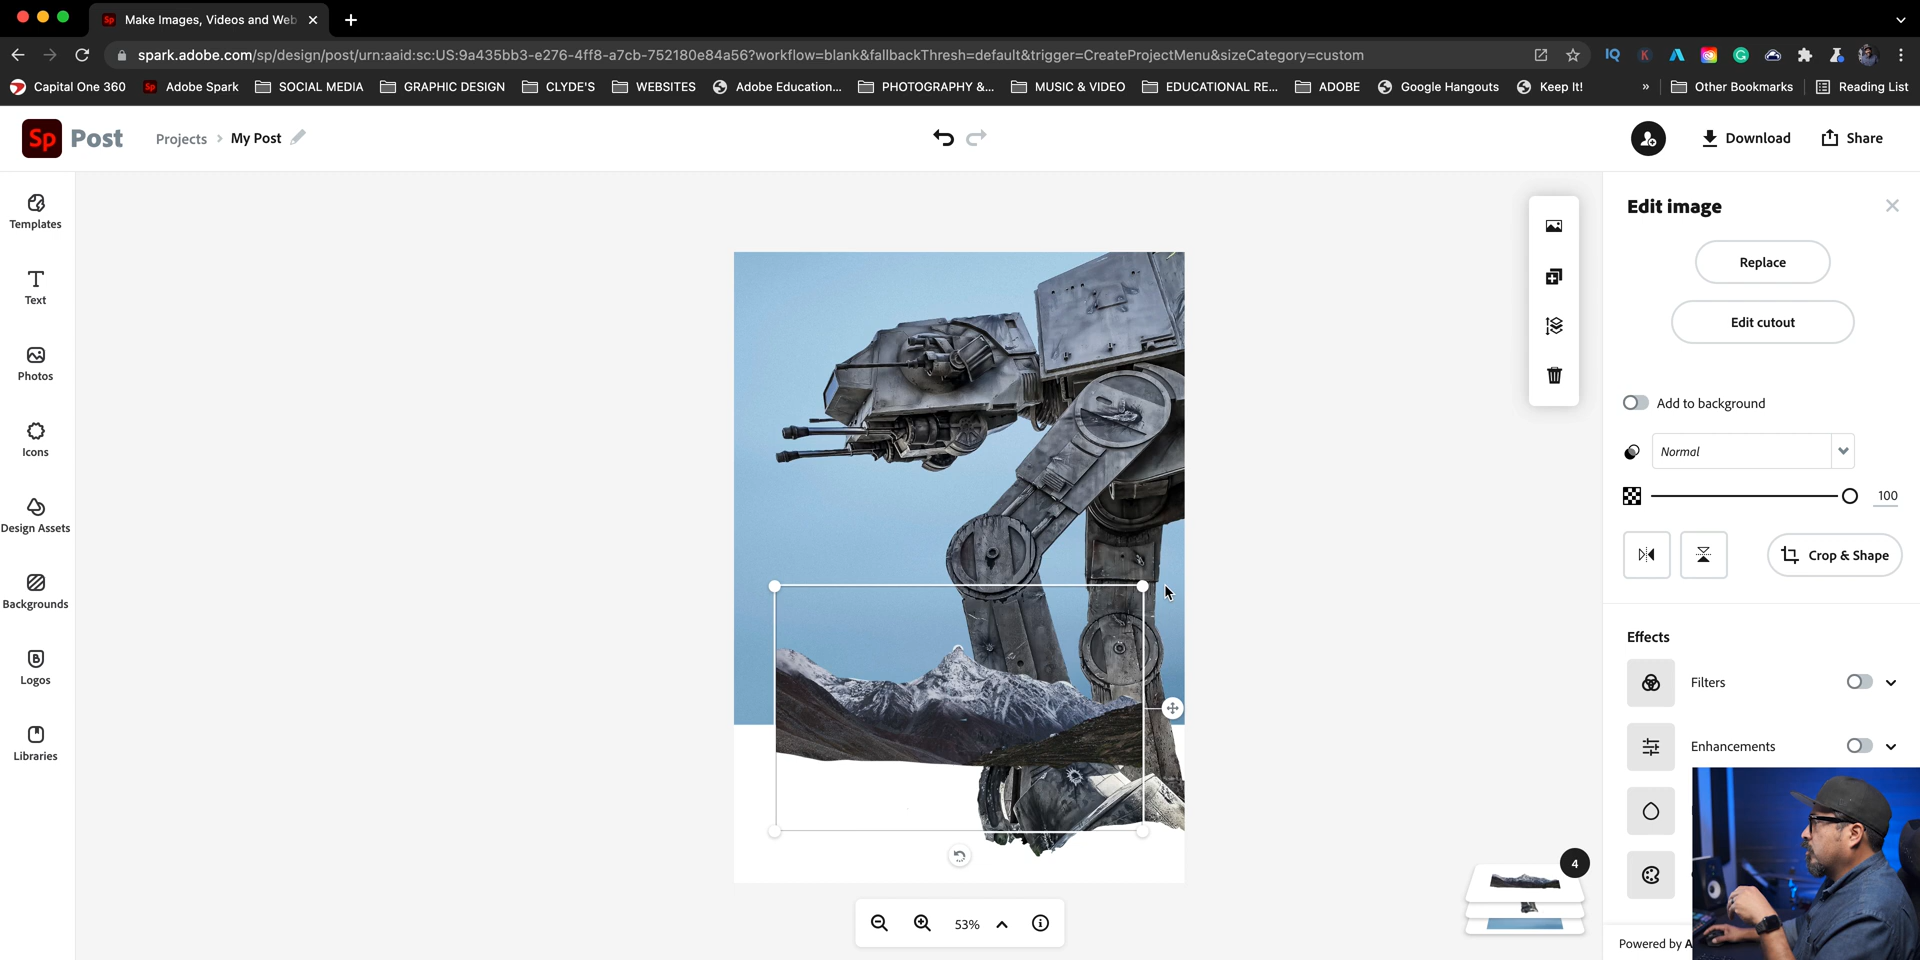 Sp Make Images, Videos and Web
spark.adobe.com/sp/design/post/urn:aaid:sc:US:9a435bb3-e276-4ff8-a7cb-752180e84a56?workflow=blank&fallbackThresh=default&trigger=CreateProjectMenu&sizeCategory=custom
IQ K G
Capital One 360 Sp Adobe Spark SOCIAL MEDIA GRAPHIC DESIGN CLYDE'S WEBSITES Adobe Education... PHOTOGRAPHY &... MUSIC & VIDEO EDUCATIONAL RE... ADOBE Google Hangouts Keep It! » Other Bookmarks Reading List
Sp Post Projects > My Post Download Share
Templates
Text
Photos
Icons
Design Assets
Backgrounds
Logos
Libraries
Edit image
Replace
Edit cutout
Add to background
Normal
100
Crop & Shape
Effects
Filters
Enhancements
Powered by A
4
53%